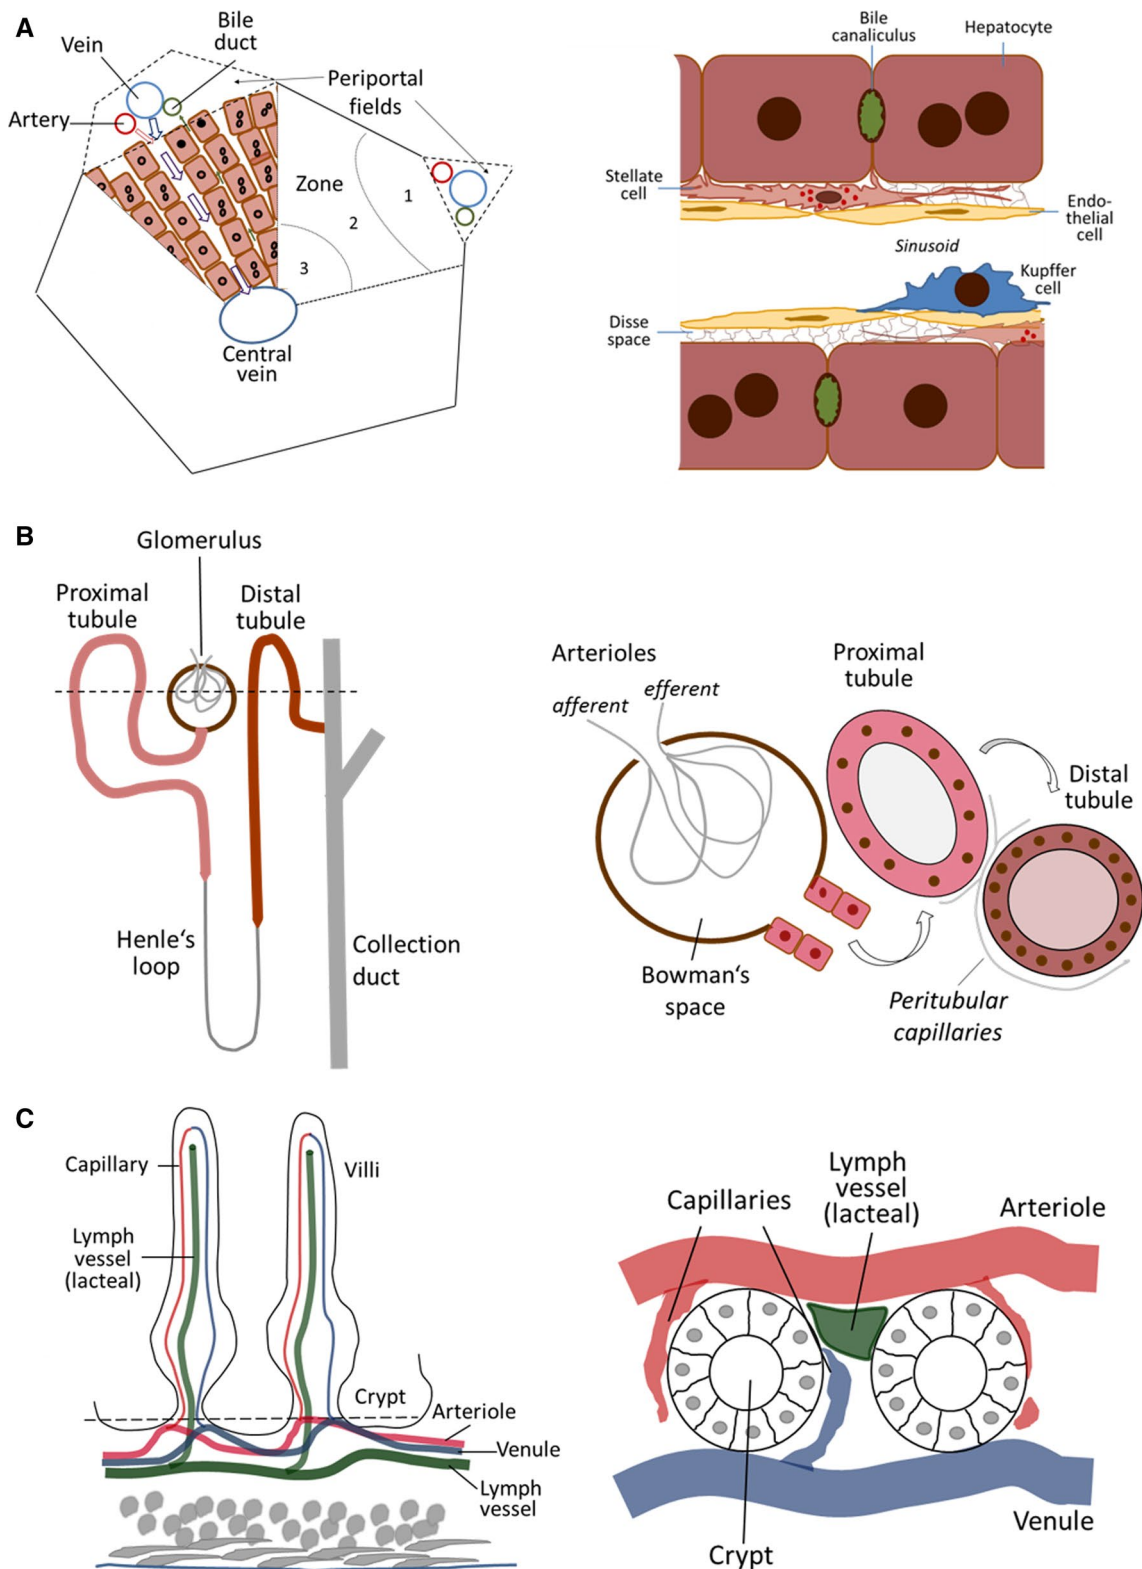 A
Vein
Bile
duct
Periportal
fields
Artery
Zone
1
2
3
Central
vein
Bile
canaliculus
Hepatocyte
Stellate
cell
Endo-
thelial
cell
Sinusoid
Kupffer
cell
Disse
space
B
Glomerulus
Proximal
tubule
Distal
tubule
Henle‘s
loop
Collection
duct
Arterioles
afferent
efferent
Proximal
tubule
Distal
tubule
Bowman‘s
space
Peritubular
capillaries
C
Capillary
Villi
Lymph
vessel
(lacteal)
Crypt
Arteriole
Venule
Lymph
vessel
Capillaries
Lymph
vessel
(lacteal)
Arteriole
Venule
Crypt